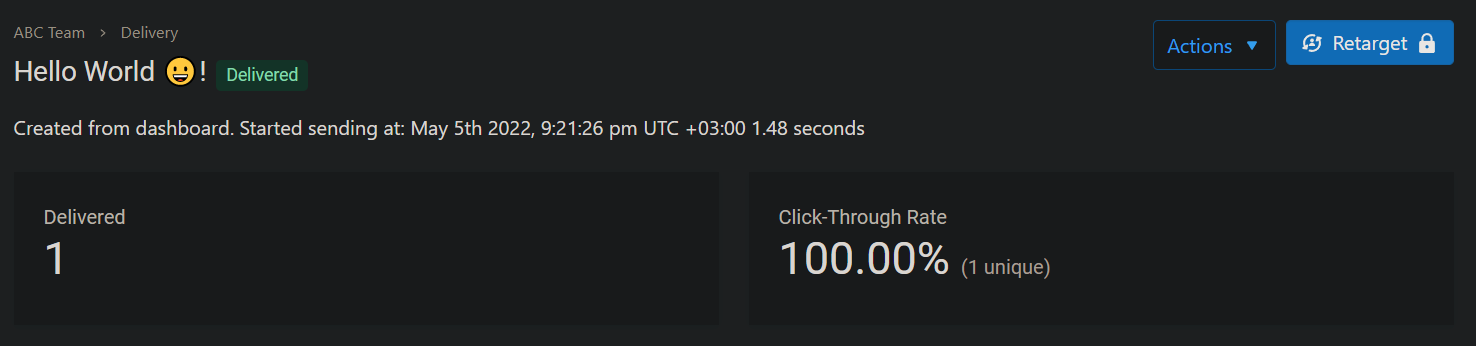 ABC Team > Delivery
Actions ▼
Retarget
Hello World 😀! Delivered
Created from dashboard. Started sending at: May 5th 2022, 9:21:26 pm UTC +03:00 1.48 seconds
Delivered
1
Click-Through Rate
100.00% (1 unique)